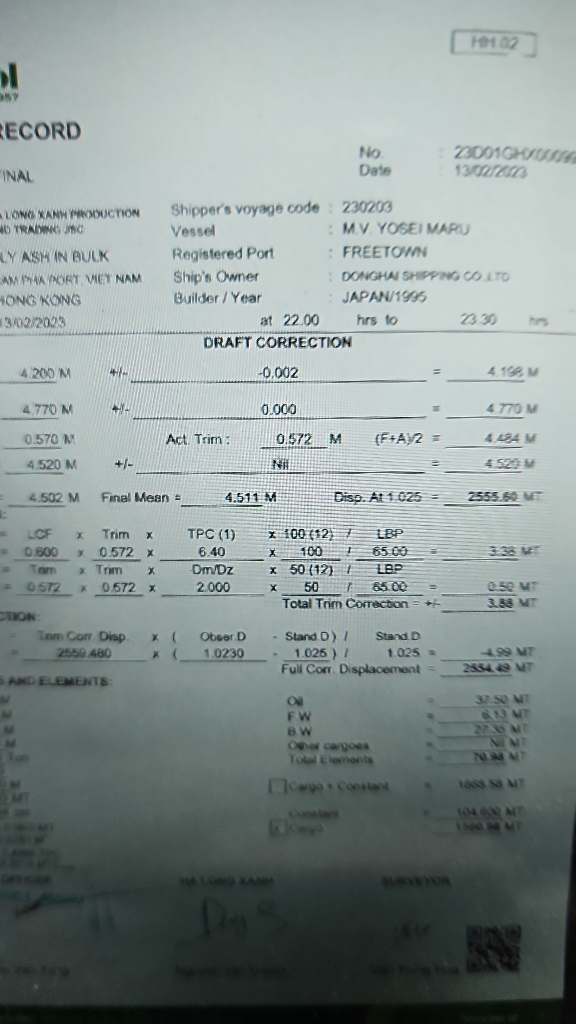 HH.02
RECORD
FINAL
No. : 23D01GHX00099
Date : 13/02/2023
A LONG XANH PRODUCTION
ND TRADING JSC
Shipper's voyage code : 230203
Vessel : M.V. YOSEI MARU
LY ASH IN BULK Registered Port : FREETOWN
AM PHA PORT, VIET NAM Ship's Owner : DONGHAI SHIPPING CO.,LTD
HONG KONG Builder / Year : JAPAN/1995
13/02/2023 at 22.00 hrs to 23.30 hrs
DRAFT CORRECTION
4.200 M +/- -0.002 = 4.198 M
4.770 M +/- 0.000 = 4.770 M
0.570 M Act. Trim : 0.572 M (F+A)/2 = 4.484 M
4.520 M +/- Nil = 4.520 M
= 4.502 M Final Mean = 4.511 M Disp. At 1.025 = 2555.60 MT
= LCF x Trim x TPC (1) x 100 (12) / LBP
= 0.600 x 0.572 x 6.40 x 100 / 65.00 = 3.38 MT
= Trim x Trim x Dm/Dz x 50 (12) / LBP
= 0.572 x 0.572 x 2.000 x 50 / 65.00 = 0.50 MT
Total Trim Correction = +/- 3.88 MT
CTION:
= Trim Corr. Disp. x ( Obser.D - Stand.D ) / Stand.D
= 2559.480 x ( 1.0230 - 1.025 ) / 1.025 = -4.99 MT
Full Corr. Displacement = 2554.49 MT
S AND ELEMENTS:
Oil = 37.50 MT
F.W = 6.13 MT
B.W = 27.35 MT
Other cargoes = Nil MT
Total Elements = 70.98 MT
Cargo + Constant = MT
Constant = 104.600 MT
Cargo = MT
HA LONG XANH SURVEYOR